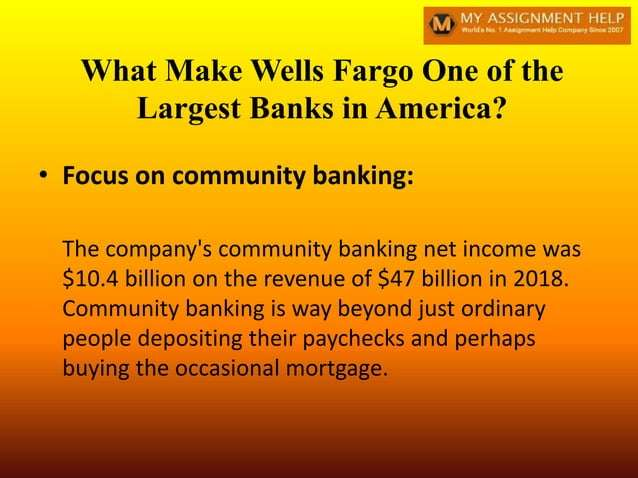 MY ASSIGNMENT HELP
World's No. 1 Assignment Help Company Since 2007
What Make Wells Fargo One of the
Largest Banks in America?
• Focus on community banking:
The company's community banking net income was
$10.4 billion on the revenue of $47 billion in 2018.
Community banking is way beyond just ordinary
people depositing their paychecks and perhaps
buying the occasional mortgage.